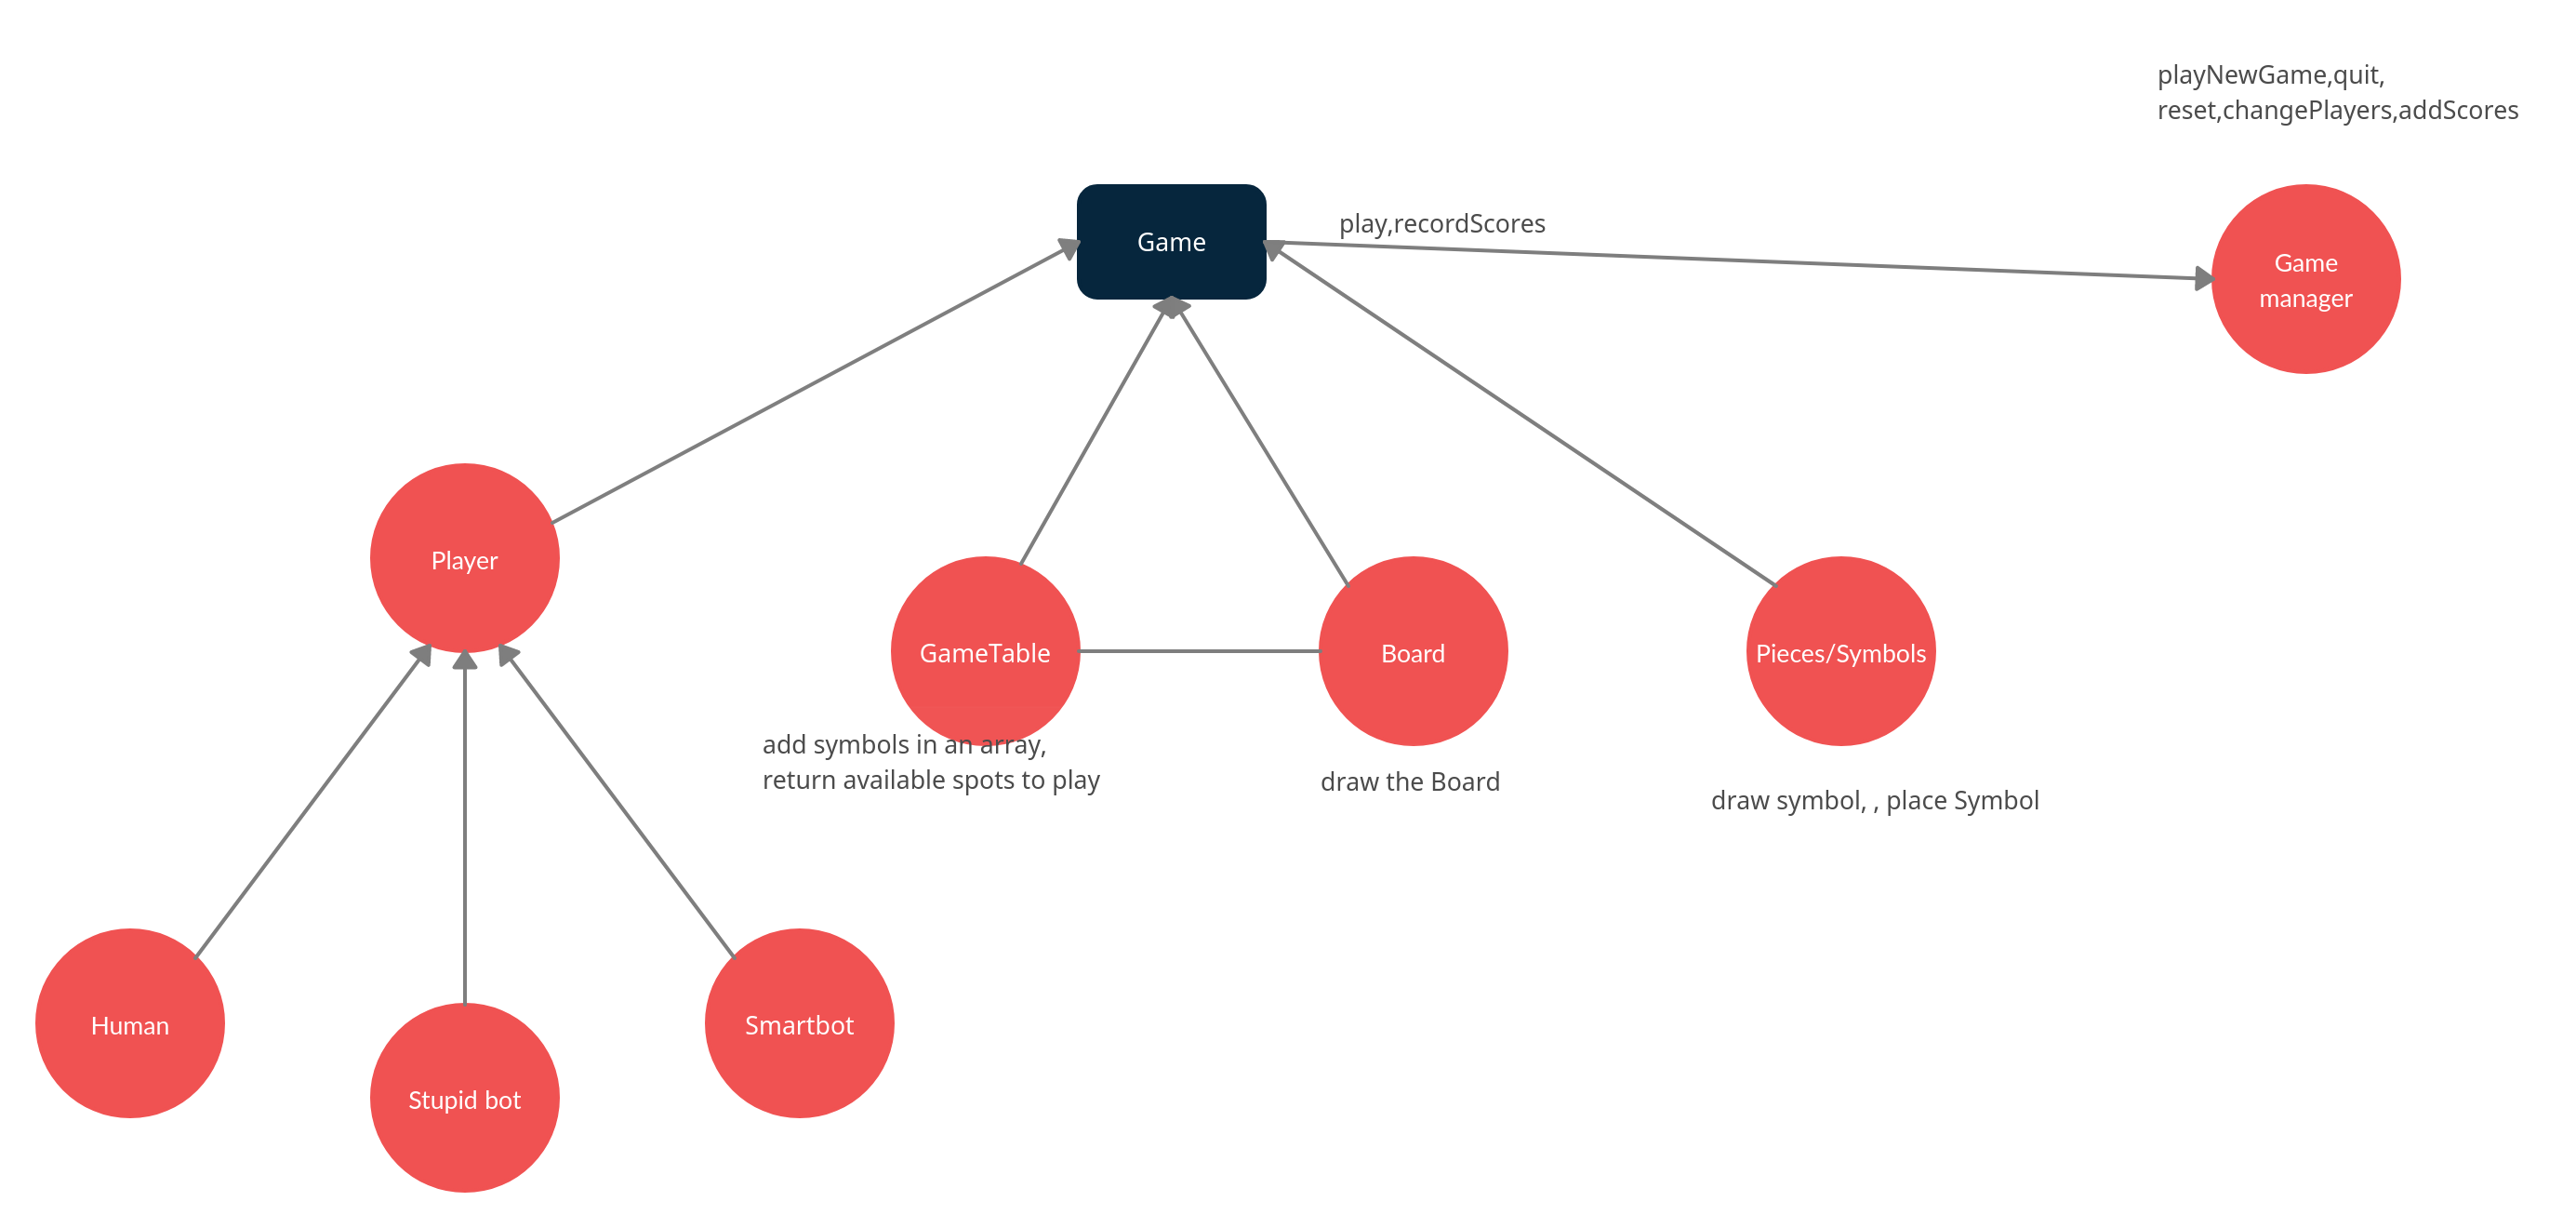 playNewGame,quit,
reset,changePlayers,addScores
Game
play,recordScores
Game
manager
Player
GameTable
Board
Pieces/Symbols
add symbols in an array,
return available spots to play
draw the Board
draw symbol, , place Symbol
Human
Stupid bot
Smartbot